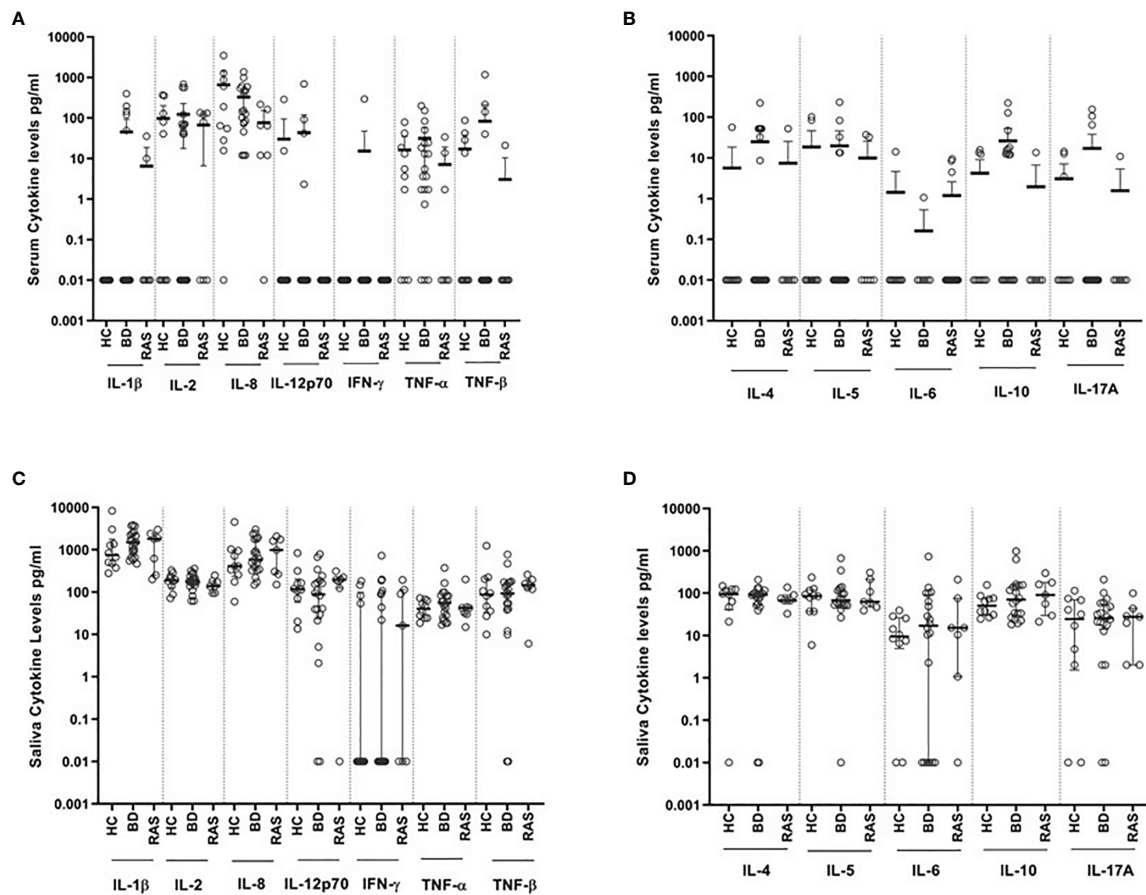 A
Serum Cytokine levels pg/ml
10000
1000
100
10
1
0.1
0.01
0.001
HC BD RAS HC BD RAS HC BD RAS HC BD RAS HC BD RAS HC BD RAS HC BD RAS
IL-1β IL-2 IL-8 IL-12p70 IFN-γ TNF-α TNF-β
B
Serum Cytokine levels pg/ml
10000
1000
100
10
1
0.1
0.01
0.001
HC BD RAS HC BD RAS HC BD RAS HC BD RAS HC BD RAS
IL-4 IL-5 IL-6 IL-10 IL-17A
C
Saliva Cytokine Levels pg/ml
10000
1000
100
10
1
0.1
0.01
0.001
HC BD RAS HC BD RAS HC BD RAS HC BD RAS HC BD RAS HC BD RAS HC BD RAS
IL-1β IL-2 IL-8 IL-12p70 IFN-γ TNF-α TNF-β
D
Saliva Cytokine levels pg/ml
10000
1000
100
10
1
0.1
0.01
0.001
HC BD RAS HC BD RAS HC BD RAS HC BD RAS HC BD RAS
IL-4 IL-5 IL-6 IL-10 IL-17A